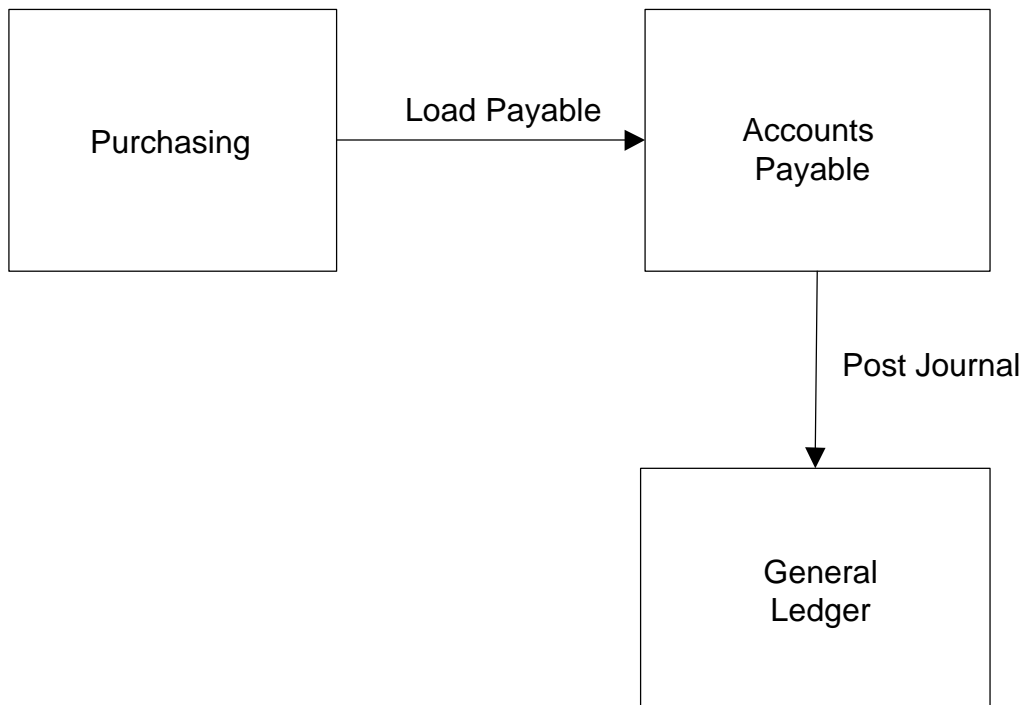 Purchasing
Load Payable
Accounts
Payable
Post Journal
General
Ledger